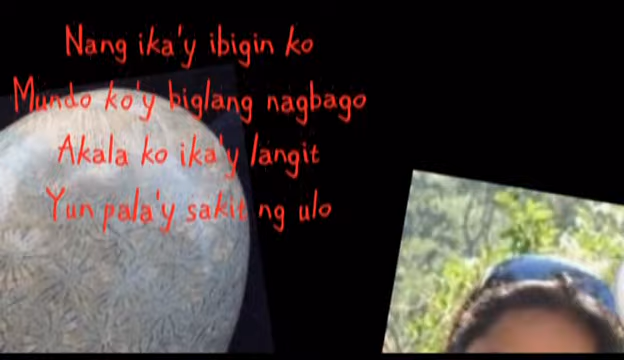 Nang ika'y ibigin ko
Mundo ko'y biglang nagbago
Akala ko ika'y langit
Yun pala'y sakit ng ulo